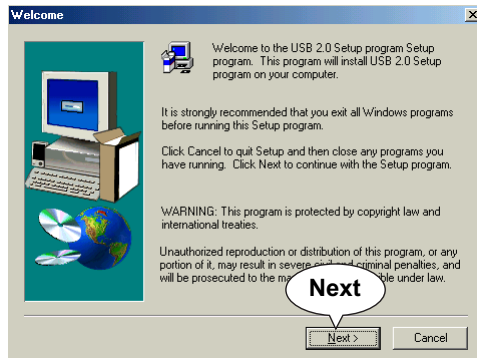 Welcome
Welcome to the USB 2.0 Setup program Setup
program. This program will install USB 2.0 Setup
program on your computer.
It is strongly recommended that you exit all Windows programs
before running this Setup program.
Click Cancel to quit Setup and then close any programs you
have running. Click Next to continue with the Setup program.
WARNING: This program is protected by copyright law and
international treaties.
Unauthorized reproduction or distribution of this program, or any
portion of it, may result in severe civil and criminal penalties, and
will be prosecuted to the ble under law.
Next
Next >
Cancel